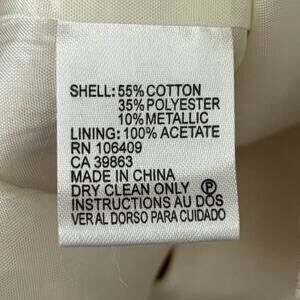 SHELL: 55% COTTON
35% POLYESTER
10% METALLIC
LINING: 100% ACETATE
RN 106409
CA 39863
MADE IN CHINA
DRY CLEAN ONLY Ⓟ
INSTRUCTIONS AU DOS
VER AL DORSO PARA CUIDADO